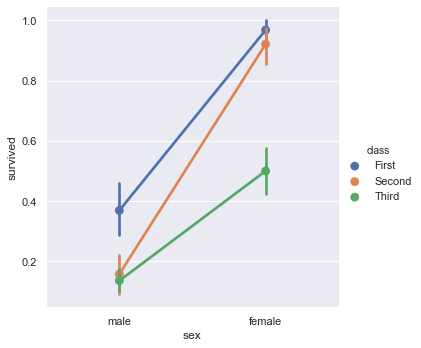 1.0
0.8
0.6
0.4
0.2
survived
male female
sex
class
First
Second
Third